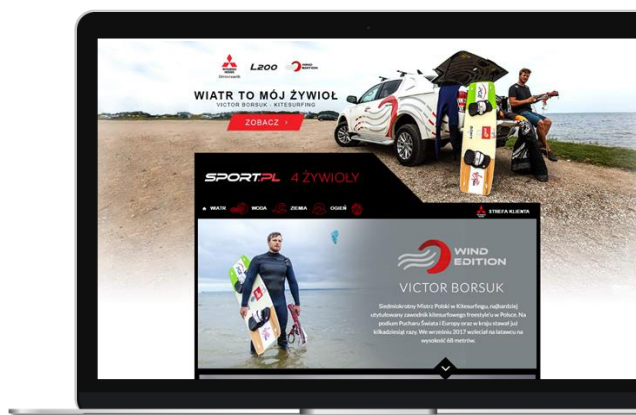 L200
WIND
EDITION
WIATR TO MÓJ ŻYWIOŁ
VICTOR BORSUK - KITESURFING
ZOBACZ ›
SPORT.PL 4 ŻYWIOŁY
WIATR WODA ZIEMIA OGIEŃ STREFA KLIENTA
WIND
EDITION
VICTOR BORSUK
Siedmiokrotny Mistrz Polski w Kitesurfingu, najbardziej
utytułowany zawodnik kitesurfowego freestyle'u w Polsce. Na
podium Pucharu Świata i Europy oraz w kraju stawał już
kilkadziesiąt razy. We wrześniu 2017 wzleciał na latawcu na
wysokość 68 metrów.